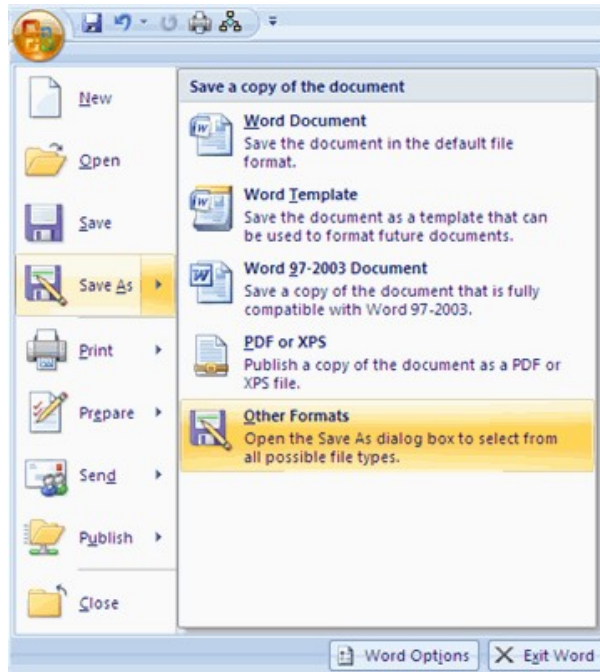 New
Open
Save
Save As
Print
Prepare
Send
Publish
Close
Save a copy of the document
Word Document
Save the document in the default file
format.
Word Template
Save the document as a template that can
be used to format future documents.
Word 97-2003 Document
Save a copy of the document that is fully
compatible with Word 97-2003.
PDF or XPS
Publish a copy of the document as a PDF or
XPS file.
Other Formats
Open the Save As dialog box to select from
all possible file types.
Word Options
Exit Word